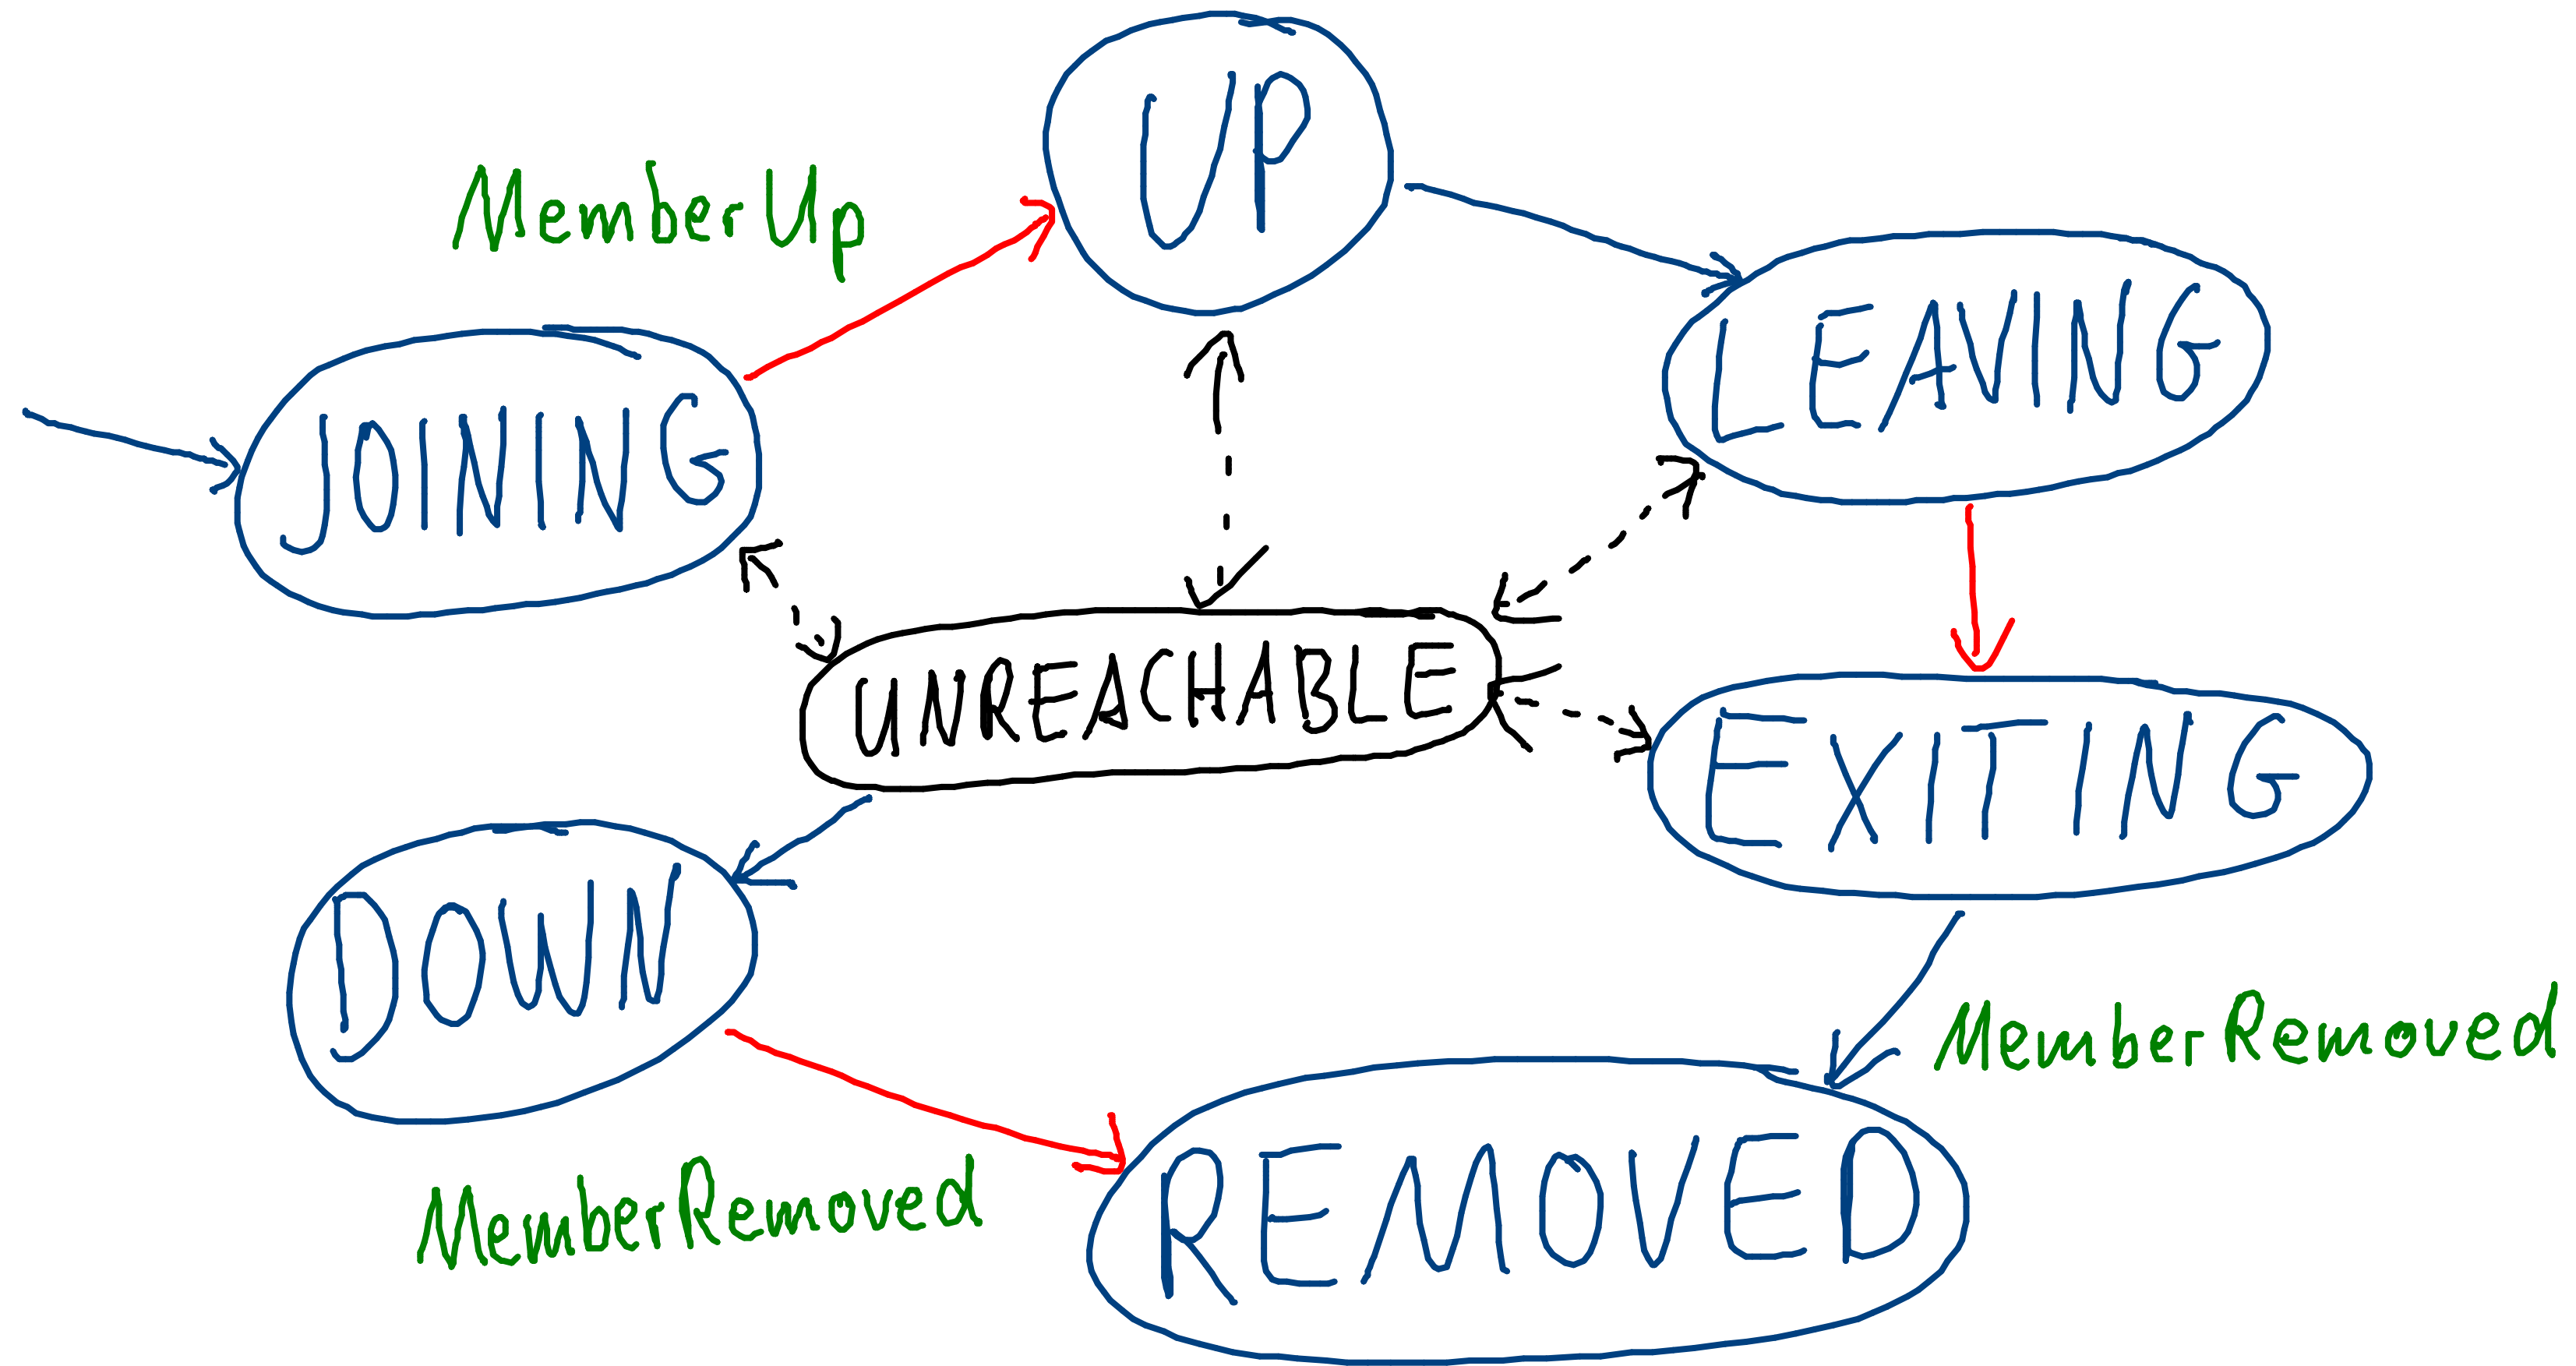 UP
MemberUp
LEAVING
JOINING
UNREACHABLE
EXITING
DOWN
MemberRemoved
MemberRemoved
REMOVED